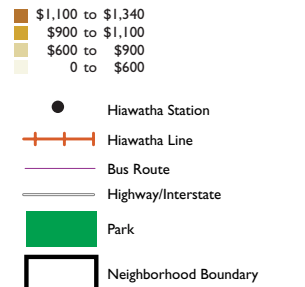 $1,100 to $1,340
$900 to $1,100
$600 to $900
0 to $600
Hiawatha Station
Hiawatha Line
Bus Route
Highway/Interstate
Park
Neighborhood Boundary